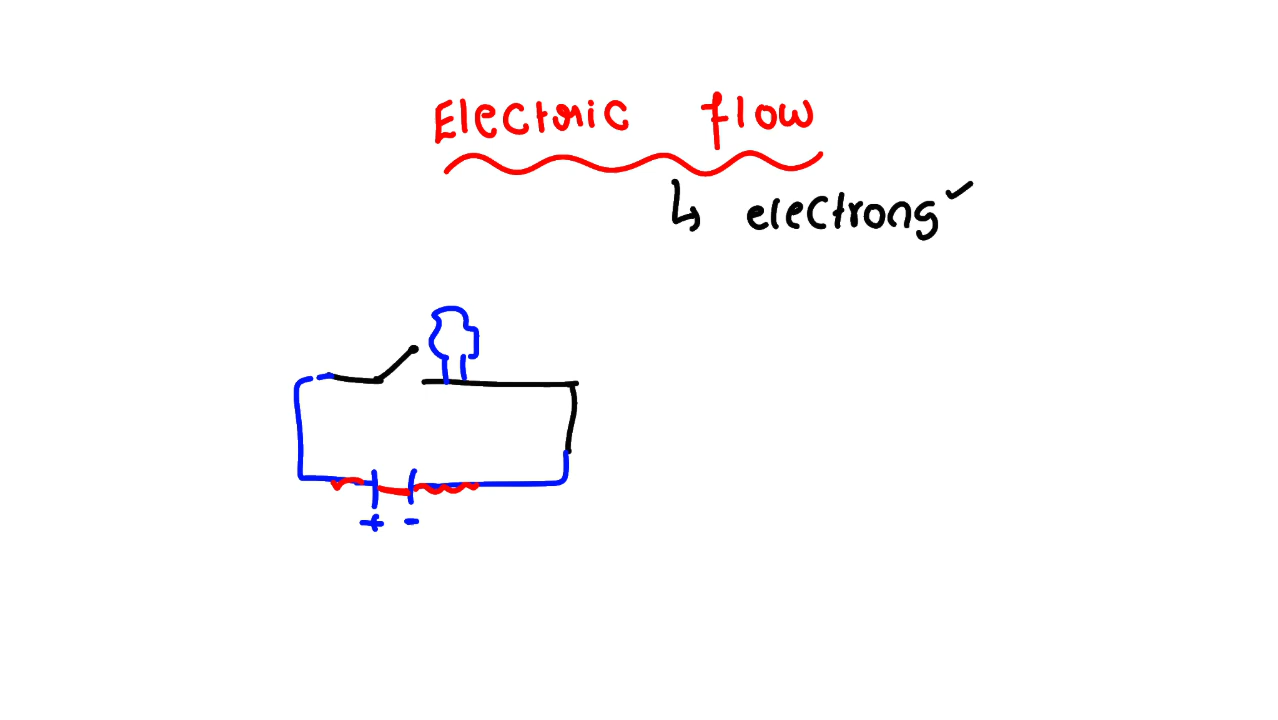 Electric flow
↳ electrons ✓
+ -